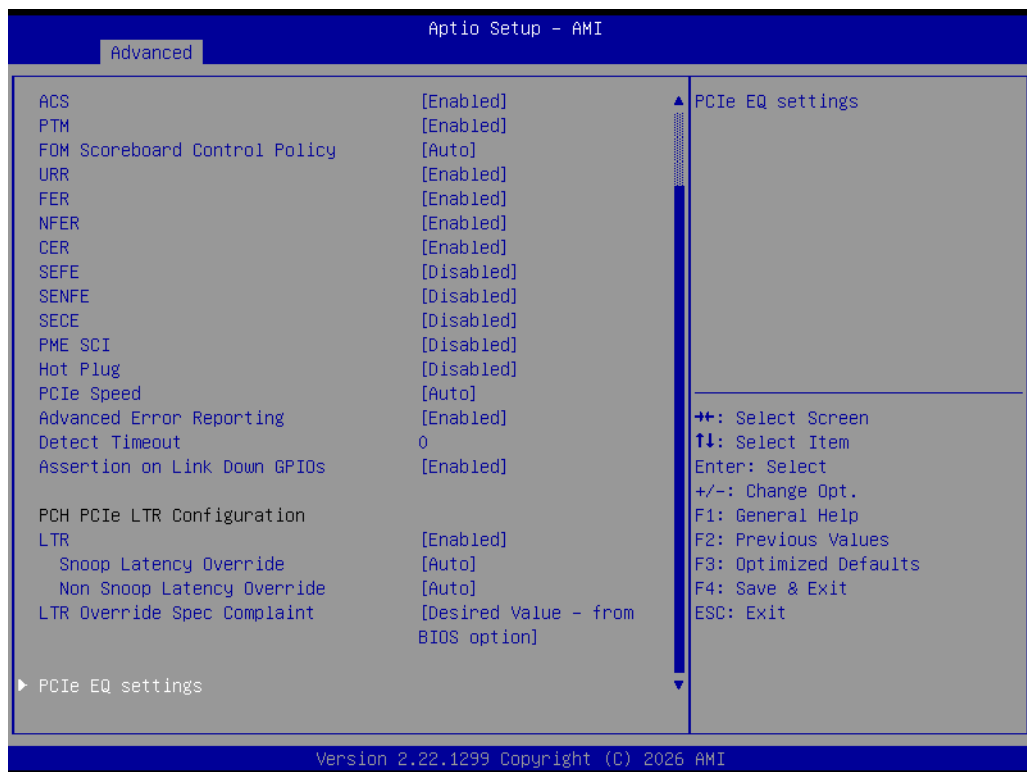 Aptio Setup – AMI
Advanced
ACS [Enabled]
PTM [Enabled]
FOM Scoreboard Control Policy [Auto]
URR [Enabled]
FER [Enabled]
NFER [Enabled]
CER [Enabled]
SEFE [Disabled]
SENFE [Disabled]
SECE [Disabled]
PME SCI [Disabled]
Hot Plug [Disabled]
PCIe Speed [Auto]
Advanced Error Reporting [Enabled]
Detect Timeout 0
Assertion on Link Down GPIOs [Enabled]
PCH PCIe LTR Configuration
LTR [Enabled]
Snoop Latency Override [Auto]
Non Snoop Latency Override [Auto]
LTR Override Spec Complaint [Desired Value – from
BIOS option]
PCIe EQ settings
PCIe EQ settings
→←: Select Screen
↑↓: Select Item
Enter: Select
+/-: Change Opt.
F1: General Help
F2: Previous Values
F3: Optimized Defaults
F4: Save & Exit
ESC: Exit
Version 2.22.1299 Copyright (C) 2026 AMI